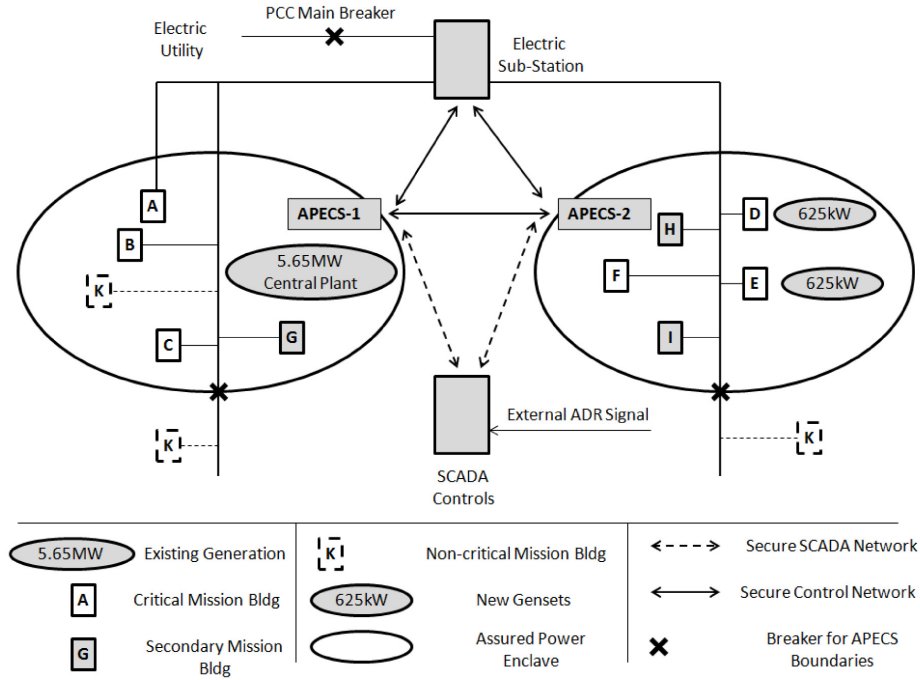 PCC Main Breaker
Electric
Utility
Electric
Sub-Station
A
APECS-1
APECS-2
D
625kW
B
H
5.65MW
Central Plant
K
F
E
625kW
C
G
I
External ADR Signal
K
K
SCADA
Controls
5.65MW
Existing Generation
K
Non-critical Mission Bldg
Secure SCADA Network
A
Critical Mission Bldg
625kW
New Gensets
Secure Control Network
G
Secondary Mission
Bldg
Assured Power
Enclave
Breaker for APECS
Boundaries